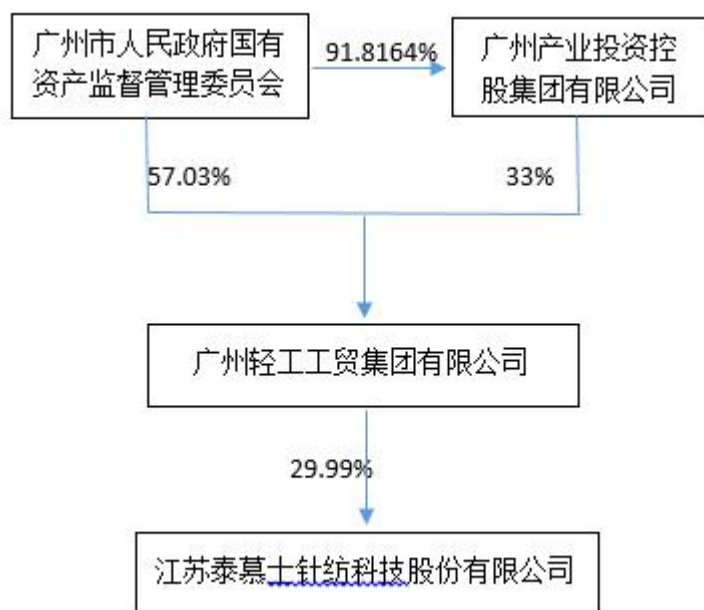 广州市人民政府国有
资产监督管理委员会
91.8164%
广州产业投资控
股集团有限公司
57.03%
33%
广州轻工工贸集团有限公司
29.99%
江苏泰慕士针纺科技股份有限公司